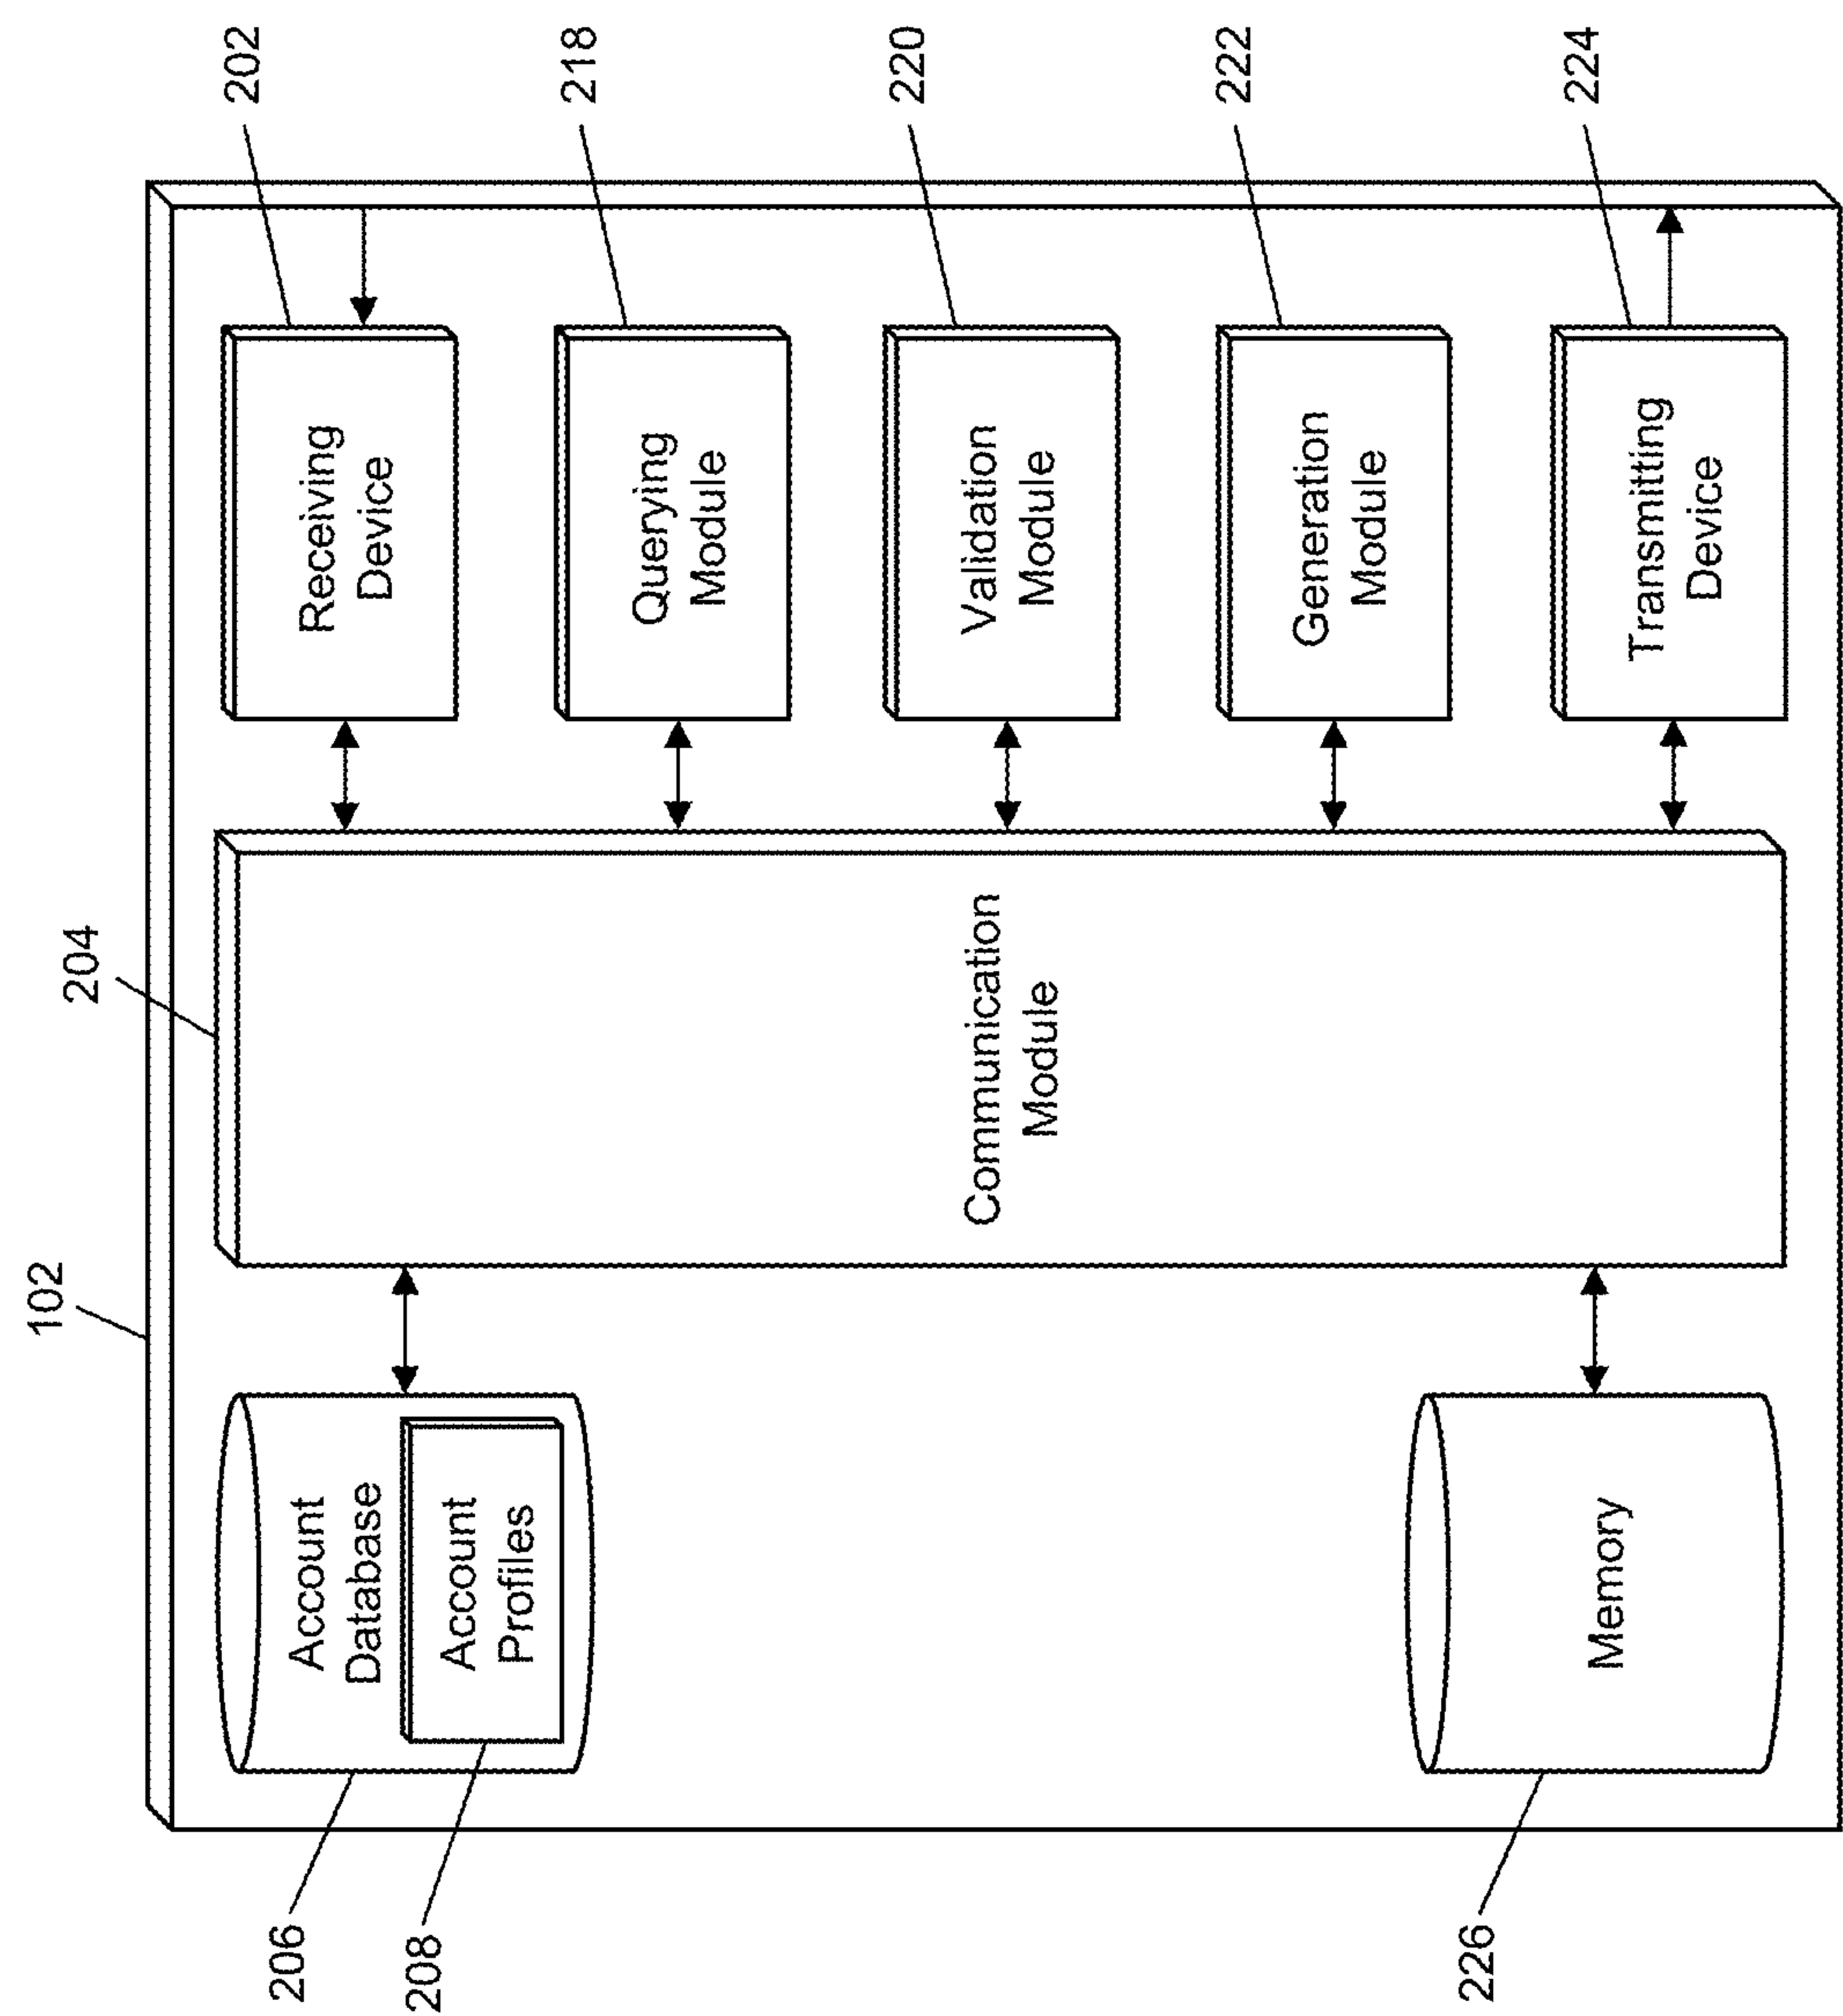 102
204
202
Receiving
Device
218
Querying
Module
220
Validation
Module
222
Generation
Module
224
Transmitting
Device
Communication
Module
206
Account
Database
208
Account
Profiles
226
Memory